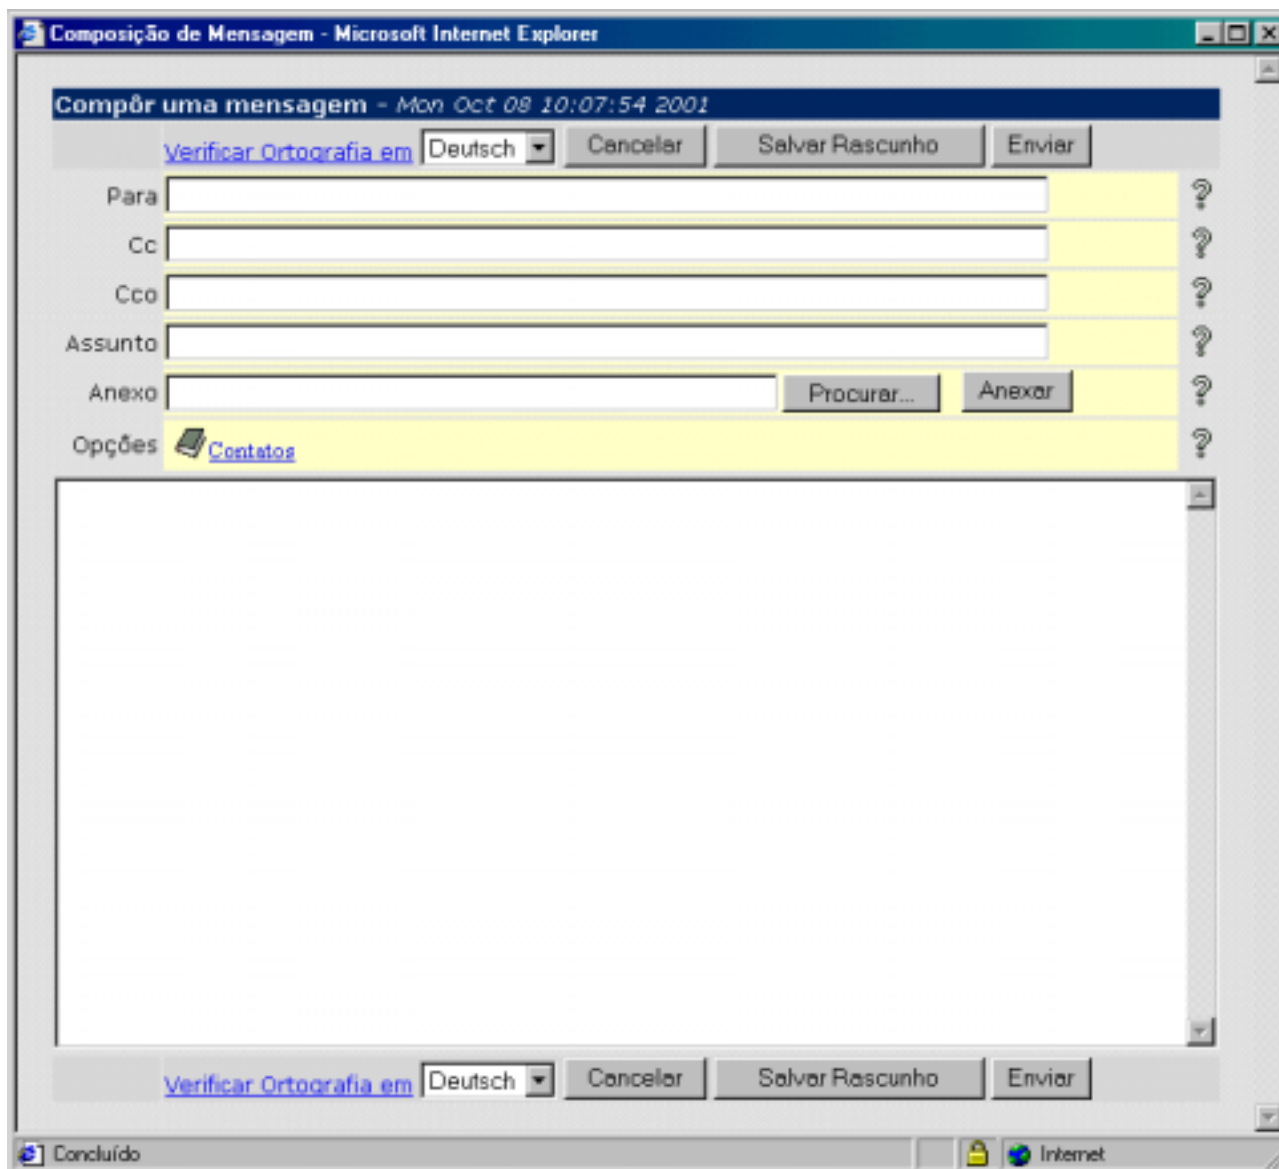 Composição de Mensagem - Microsoft Internet Explorer
Compôr uma mensagem - Mon Oct 08 10:07:54 2001
Verificar Ortografia em Deutsch Cancelar Salvar Rascunho Enviar
Para ?
Cc ?
Cco ?
Assunto ?
Anexo Procurar... Anexar ?
Opções Contatos ?
Verificar Ortografia em Deutsch Cancelar Salvar Rascunho Enviar
Concluído Internet